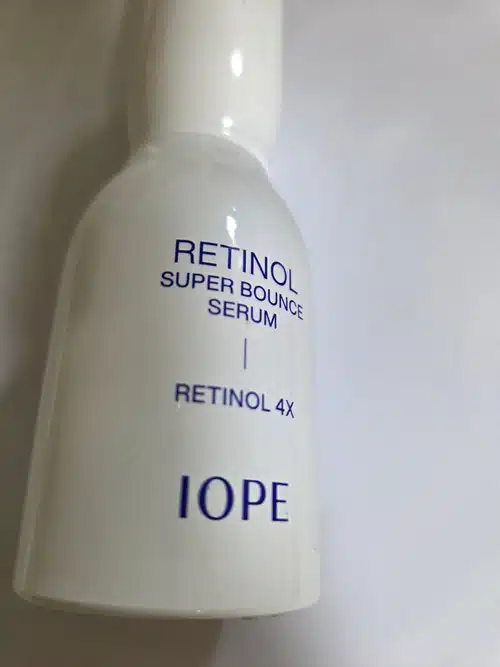 RETINOL
SUPER BOUNCE
SERUM
RETINOL 4X
IOPE